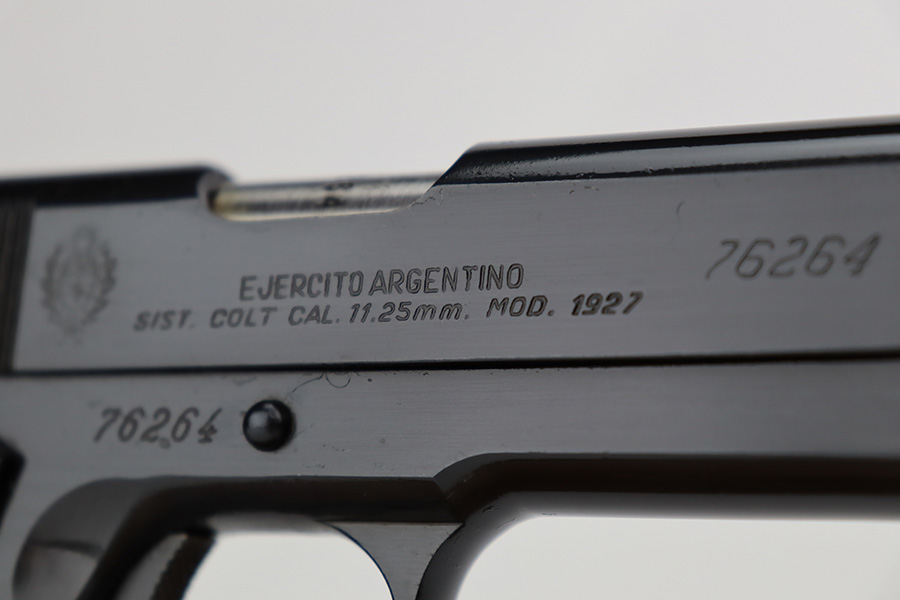 EJERCITO ARGENTINO
SIST. COLT CAL. 11.25mm. MOD. 1927
76264
76264